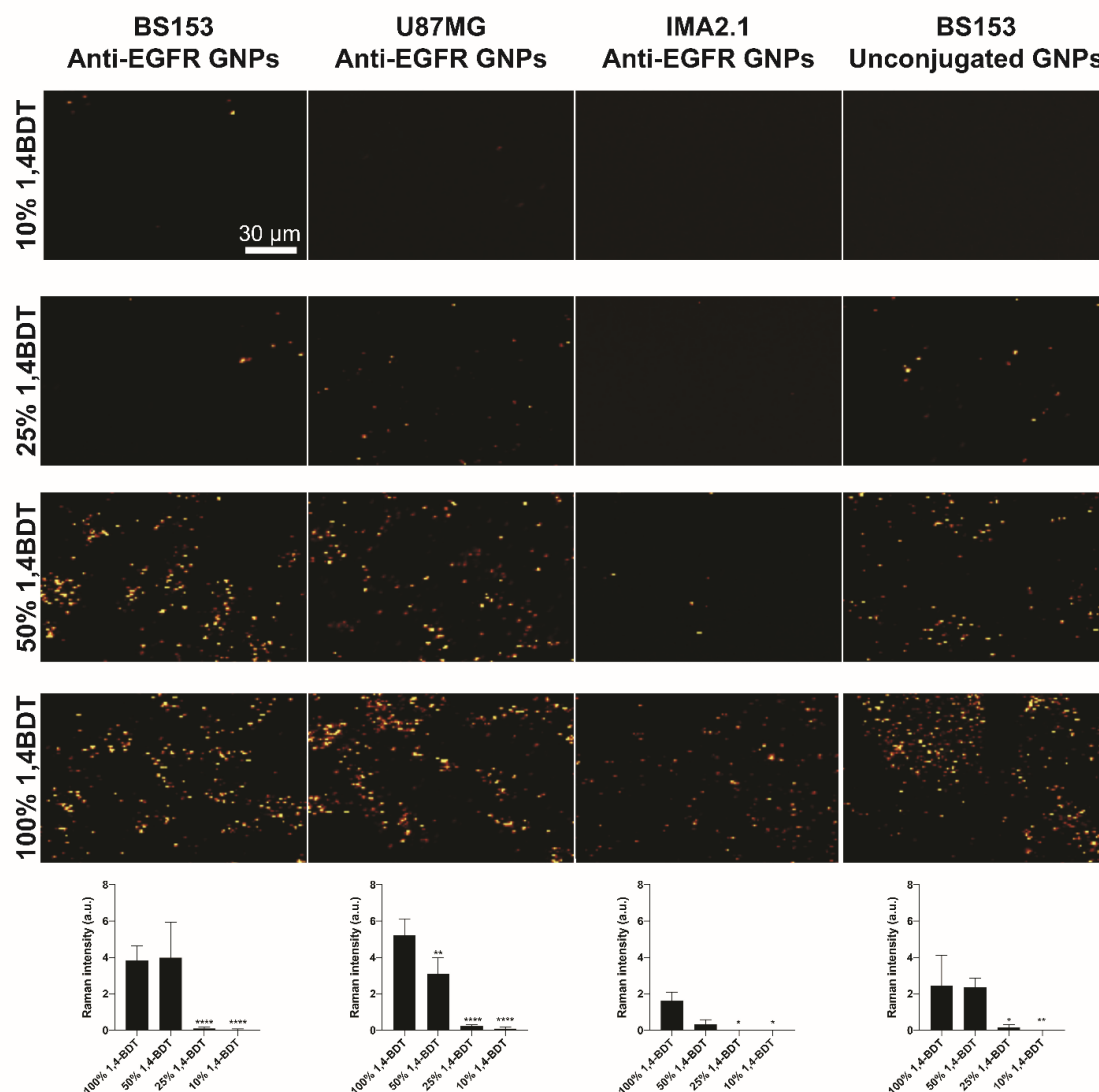 BS153
Anti-EGFR GNPs
U87MG
Anti-EGFR GNPs
IMA2.1
Anti-EGFR GNPs
BS153
Unconjugated GNPs
10% 1,4BDT
30 µm
25% 1,4BDT
50% 1,4BDT
100% 1,4BDT
Raman intensity (a.u.)
8
6
4
2
0
****
****
100% 1,4-BDT
50% 1,4-BDT
25% 1,4-BDT
10% 1,4-BDT
Raman intensity (a.u.)
8
6
4
2
0
**
****
****
100% 1,4-BDT
50% 1,4-BDT
25% 1,4-BDT
10% 1,4-BDT
Raman intensity (a.u.)
8
6
4
2
0
*
*
100% 1,4-BDT
50% 1,4-BDT
25% 1,4-BDT
10% 1,4-BDT
Raman intensity (a.u.)
8
6
4
2
0
*
**
100% 1,4-BDT
50% 1,4-BDT
25% 1,4-BDT
10% 1,4-BDT